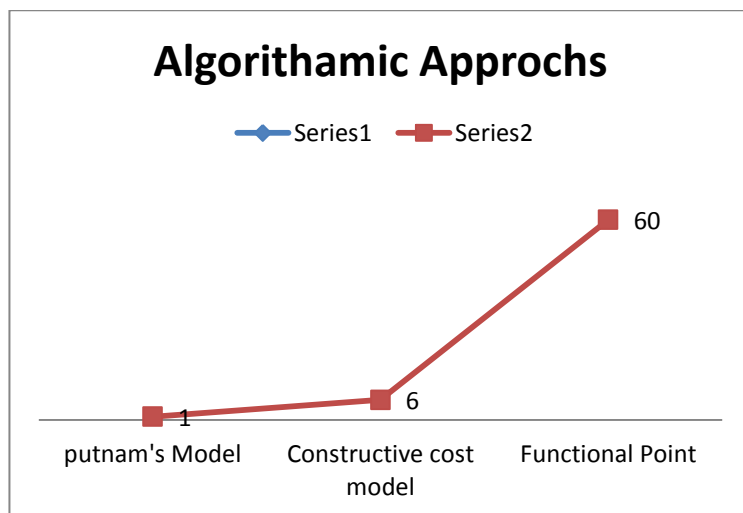 Algorithamic Approchs
Series1 Series2
60
6
1
putnam's Model Constructive cost model Functional Point